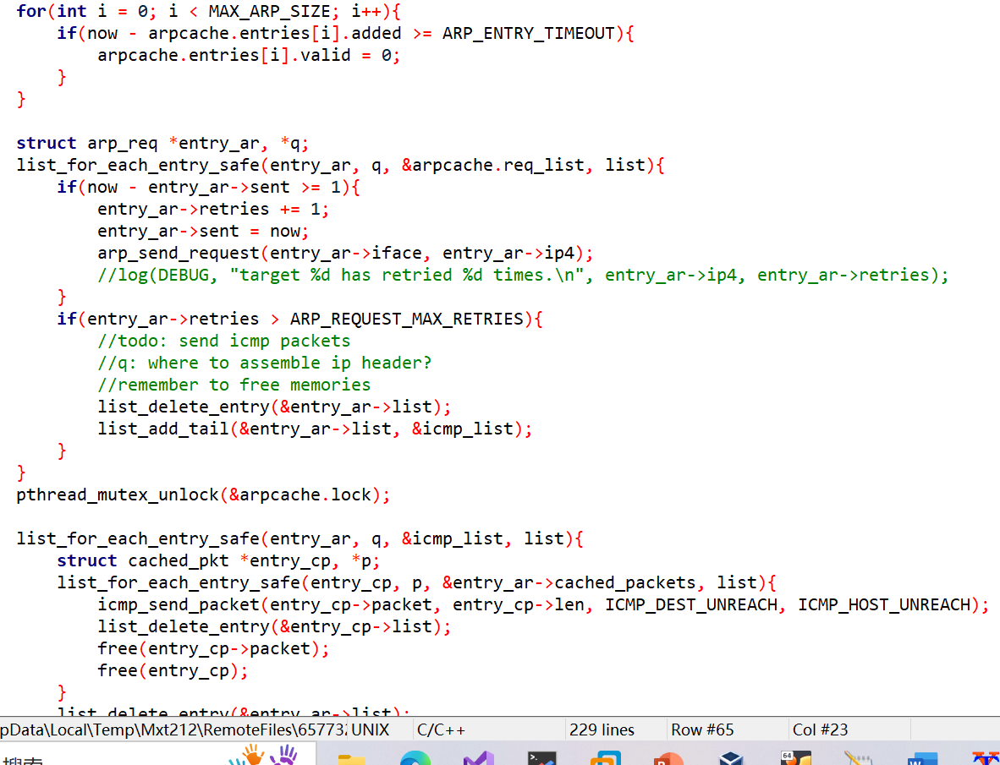 for(int i = 0; i < MAX_ARP_SIZE; i++){
    if(now - arpcache.entries[i].added >= ARP_ENTRY_TIMEOUT){
        arpcache.entries[i].valid = 0;
    }
}

struct arp_req *entry_ar, *q;
list_for_each_entry_safe(entry_ar, q, &arpcache.req_list, list){
    if(now - entry_ar->sent >= 1){
        entry_ar->retries += 1;
        entry_ar->sent = now;
        arp_send_request(entry_ar->iface, entry_ar->ip4);
        //log(DEBUG, "target %d has retried %d times.\n", entry_ar->ip4, entry_ar->retries);
    }
    if(entry_ar->retries > ARP_REQUEST_MAX_RETRIES){
        //todo: send icmp packets
        //q: where to assemble ip header?
        //remember to free memories
        list_delete_entry(&entry_ar->list);
        list_add_tail(&entry_ar->list, &icmp_list);
    }
}
pthread_mutex_unlock(&arpcache.lock);

list_for_each_entry_safe(entry_ar, q, &icmp_list, list){
    struct cached_pkt *entry_cp, *p;
    list_for_each_entry_safe(entry_cp, p, &entry_ar->cached_packets, list){
        icmp_send_packet(entry_cp->packet, entry_cp->len, ICMP_DEST_UNREACH, ICMP_HOST_UNREACH);
        list_delete_entry(&entry_cp->list);
        free(entry_cp->packet);
        free(entry_cp);
    }
    list_delete_entry(&entry_ar->list);
pData\Local\Temp\Mxt212\RemoteFiles\65773 UNIX C/C++ 229 lines Row #65 Col #23
搜索 64